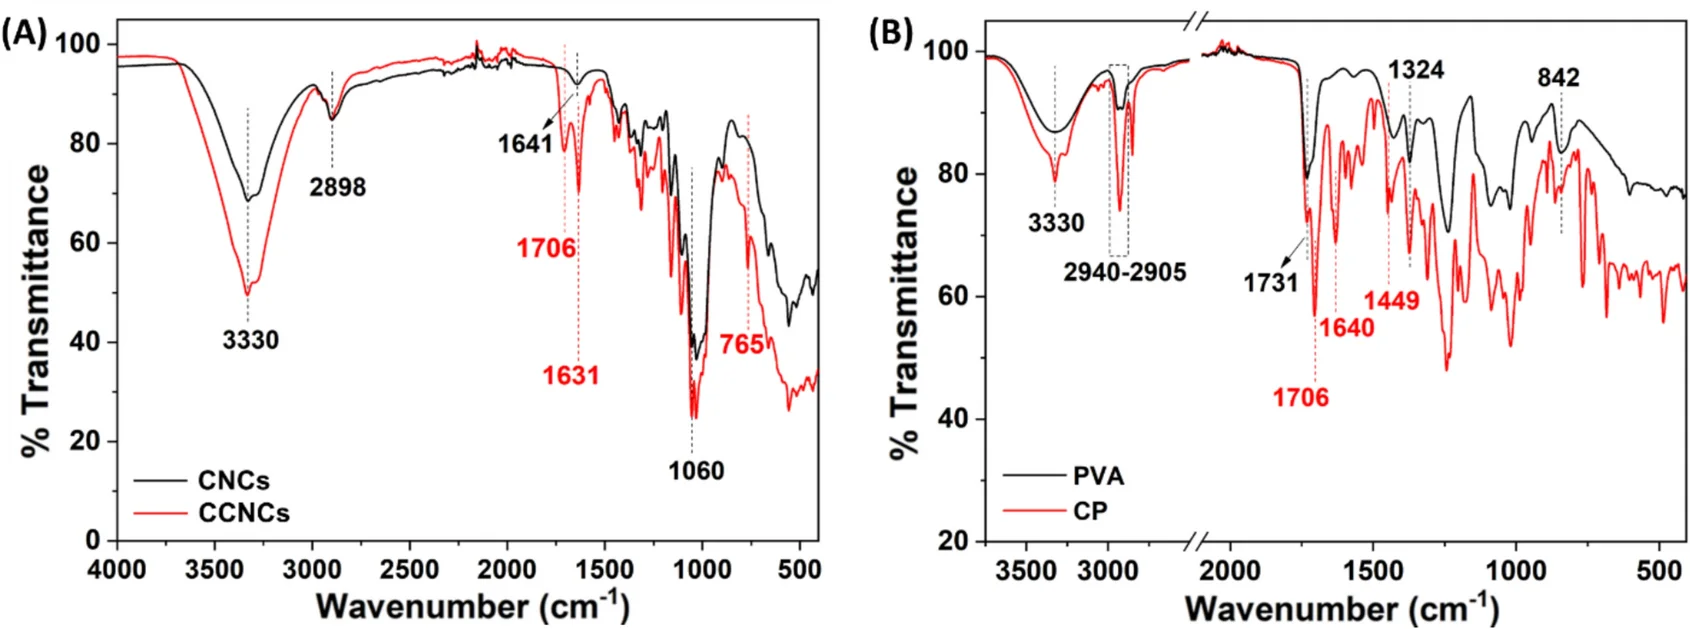 (A)
% Transmittance
100
80
60
40
20
0
3330
2898
1641
1706
1631
1060
765
CNCs
CCNCs
4000 3500 3000 2500 2000 1500 1000 500
Wavenumber (cm⁻¹)
(B)
% Transmittance
100
80
60
40
20
3330
2940-2905
1731
1706
1640
1449
1324
842
PVA
CP
3500 3000 2000 1500 1000 500
Wavenumber (cm⁻¹)